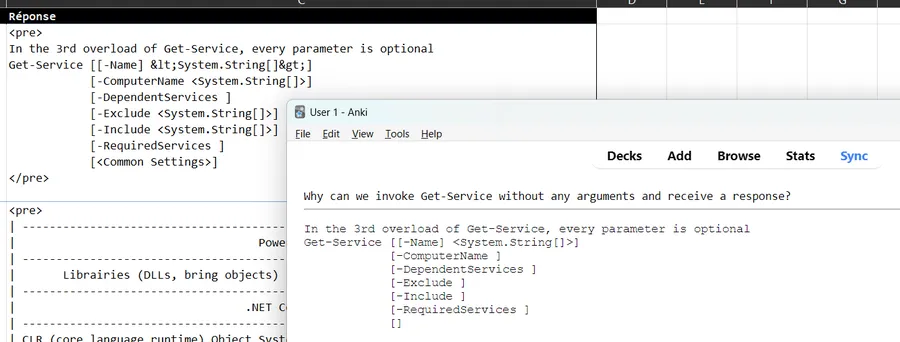 C
D
E
F
G
Réponse
<pre>
In the 3rd overload of Get-Service, every parameter is optional
Get-Service [[-Name] &lt;System.String[]&gt;]
[-ComputerName <System.String[]>]
[-DependentServices ]
[-Exclude <System.String[]>]
[-Include <System.String[]>]
[-RequiredServices ]
[<Common Settings>]
</pre>
<pre>
| ----------------------------------------
| Powe
| ----------------------------------------
| Librairies (DLLs, bring objects)
| ----------------------------------------
| .NET C
| ----------------------------------------
| CLR (core language runtime) Object Syst
User 1 - Anki
File Edit View Tools Help
Decks Add Browse Stats Sync
Why can we invoke Get-Service without any arguments and receive a response?
In the 3rd overload of Get-Service, every parameter is optional
Get-Service [[-Name] <System.String[]>]
[-ComputerName ]
[-DependentServices ]
[-Exclude ]
[-Include ]
[-RequiredServices ]
[]